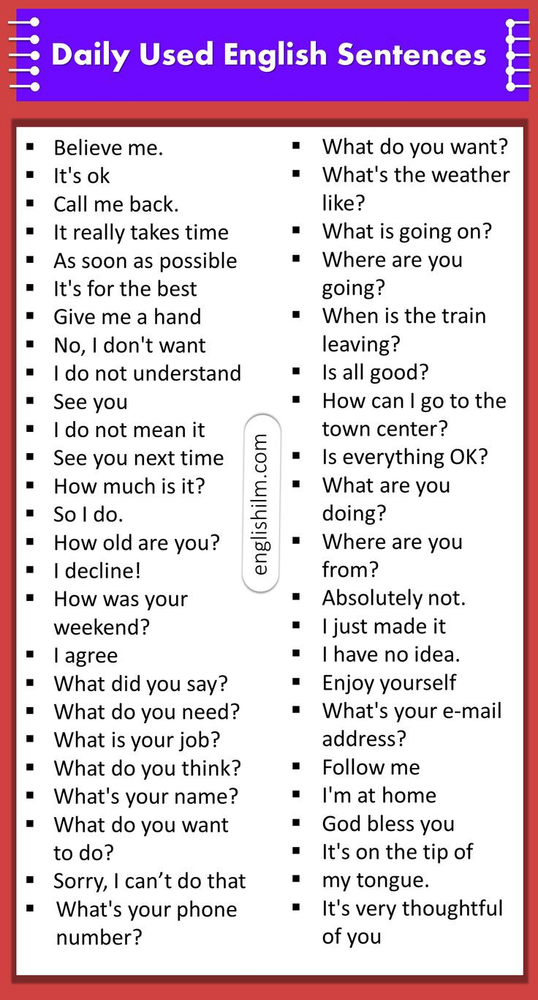 Daily Used English Sentences
▪ Believe me.
▪ It's ok
▪ Call me back.
▪ It really takes time
▪ As soon as possible
▪ It's for the best
▪ Give me a hand
▪ No, I don't want
▪ I do not understand
▪ See you
▪ I do not mean it
▪ See you next time
▪ How much is it?
▪ So I do.
▪ How old are you?
▪ I decline!
▪ How was your
weekend?
▪ I agree
▪ What did you say?
▪ What do you need?
▪ What is your job?
▪ What do you think?
▪ What's your name?
▪ What do you want
to do?
▪ Sorry, I can’t do that
▪ What's your phone
number?
englishilm.com
▪ What do you want?
▪ What's the weather
like?
▪ What is going on?
▪ Where are you
going?
▪ When is the train
leaving?
▪ Is all good?
▪ How can I go to the
town center?
▪ Is everything OK?
▪ What are you
doing?
▪ Where are you
from?
▪ Absolutely not.
▪ I just made it
▪ I have no idea.
▪ Enjoy yourself
▪ What's your e-mail
address?
▪ Follow me
▪ I'm at home
▪ God bless you
▪ It's on the tip of
▪ my tongue.
▪ It's very thoughtful
of you